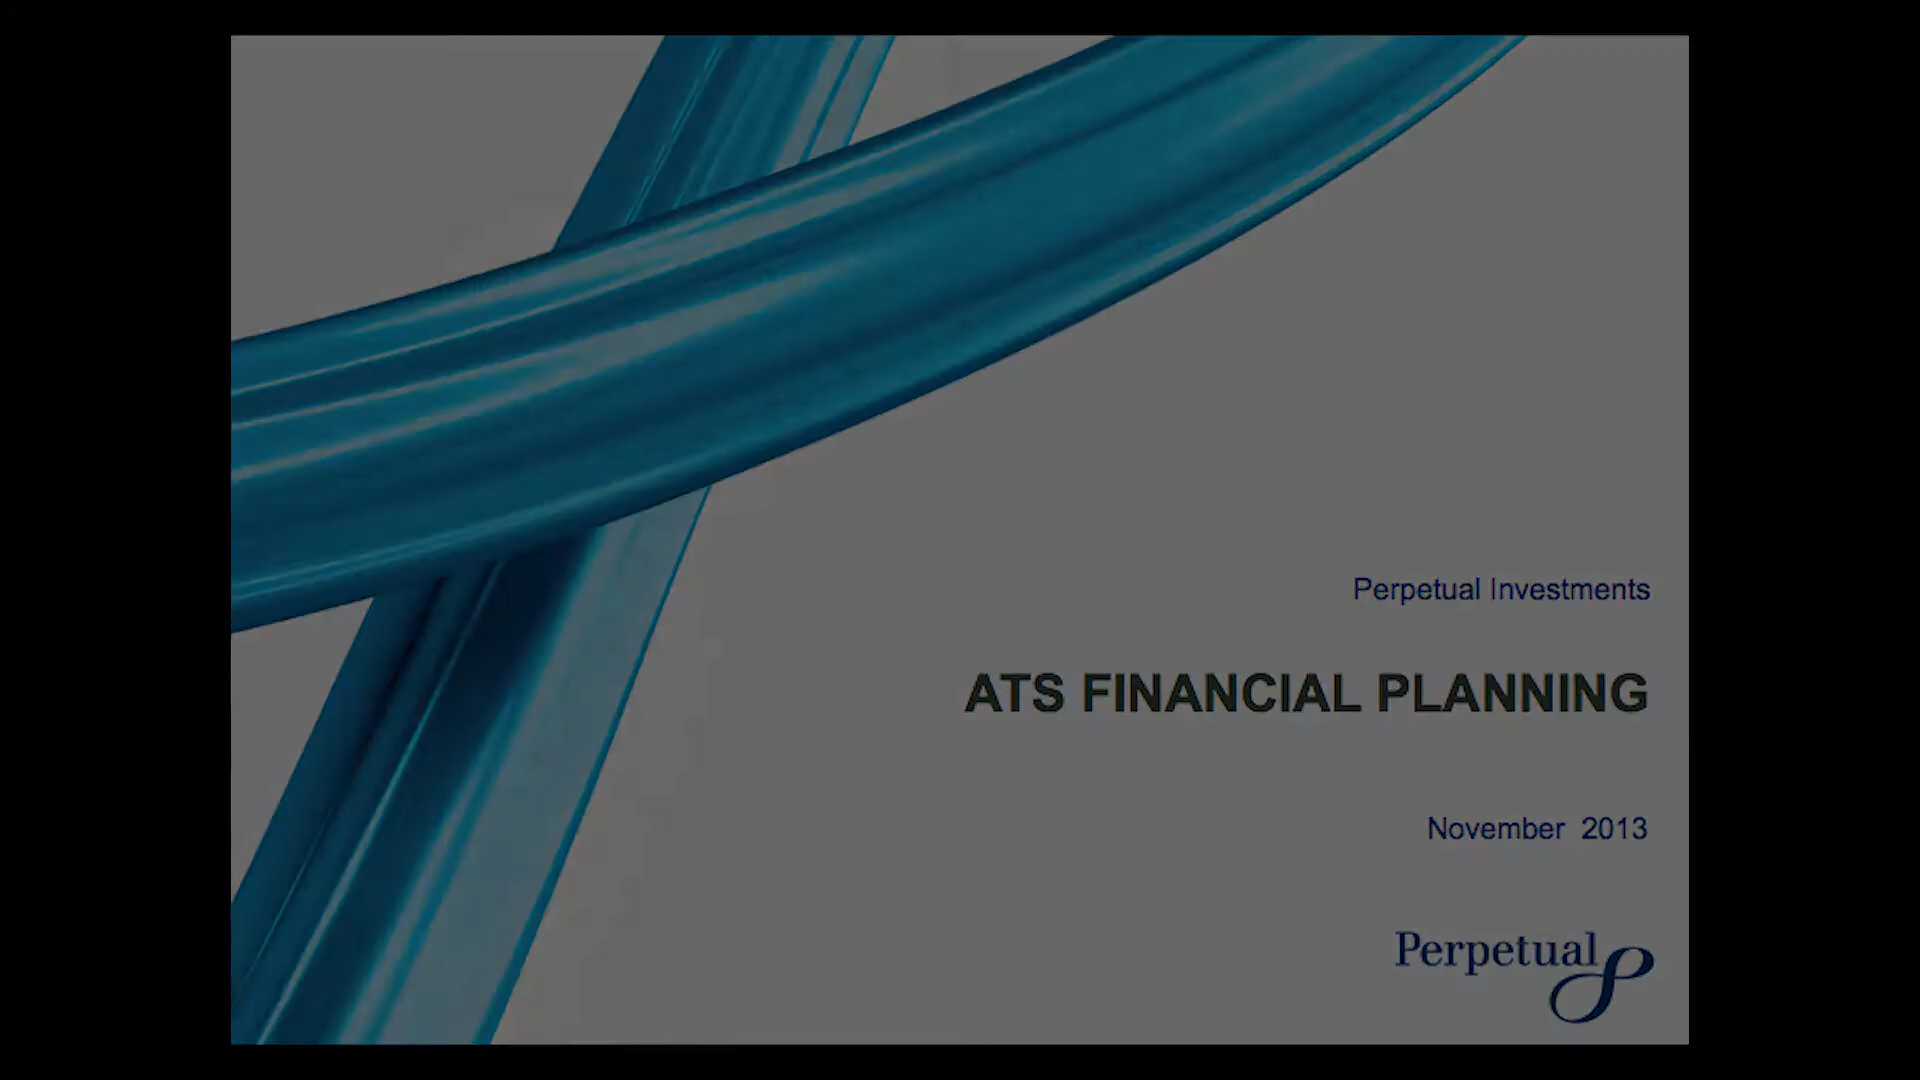 Perpetual Investments
ATS FINANCIAL PLANNING
November 2013
Perpetual